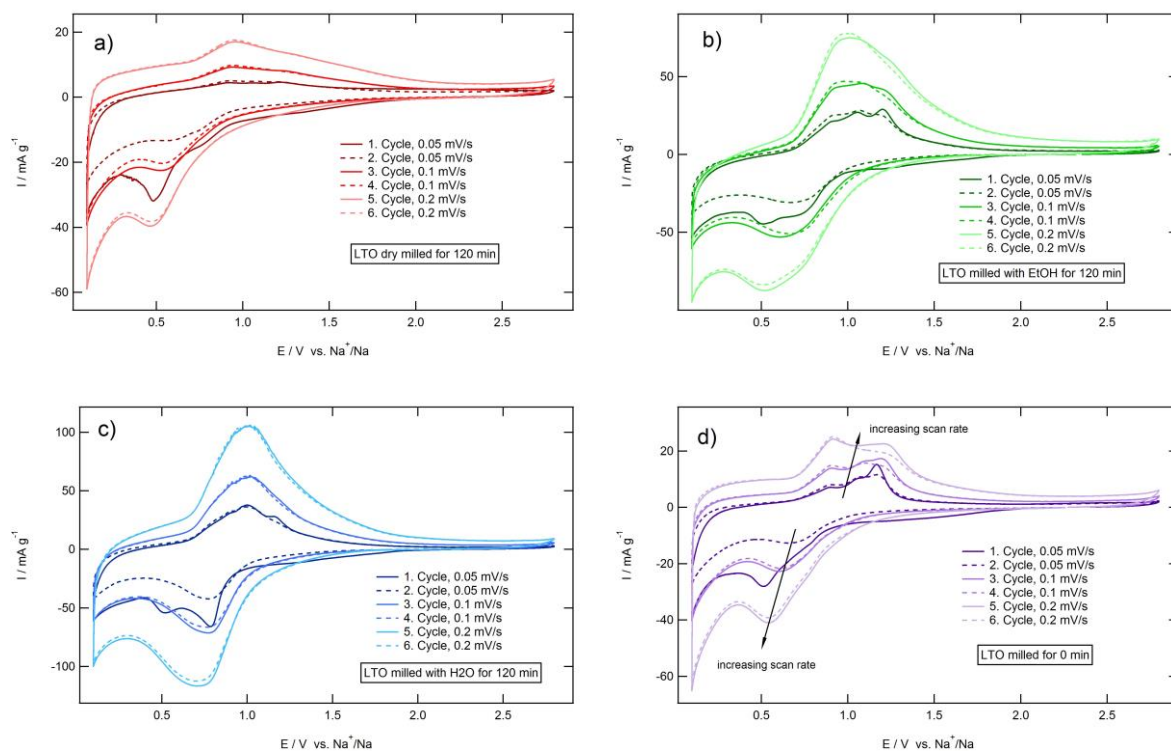 a)
I / mA g-1
20
0
-20
-40
-60
1. Cycle, 0.05 mV/s
2. Cycle, 0.05 mV/s
3. Cycle, 0.1 mV/s
4. Cycle, 0.1 mV/s
5. Cycle, 0.2 mV/s
6. Cycle, 0.2 mV/s
LTO dry milled for 120 min
0.5 1.0 1.5 2.0 2.5
E / V vs. Na+/Na
b)
I / mA g-1
50
0
-50
1. Cycle, 0.05 mV/s
2. Cycle, 0.05 mV/s
3. Cycle, 0.1 mV/s
4. Cycle, 0.1 mV/s
5. Cycle, 0.2 mV/s
6. Cycle, 0.2 mV/s
LTO milled with EtOH for 120 min
0.5 1.0 1.5 2.0 2.5
E / V vs. Na+/Na
c)
I / mA g-1
100
50
0
-50
-100
1. Cycle, 0.05 mV/s
2. Cycle, 0.05 mV/s
3. Cycle, 0.1 mV/s
4. Cycle, 0.1 mV/s
5. Cycle, 0.2 mV/s
6. Cycle, 0.2 mV/s
LTO milled with H2O for 120 min
0.5 1.0 1.5 2.0 2.5
E / V vs. Na+/Na
d)
increasing scan rate
I / mA g-1
20
0
-20
-40
-60
1. Cycle, 0.05 mV/s
2. Cycle, 0.05 mV/s
3. Cycle, 0.1 mV/s
4. Cycle, 0.1 mV/s
5. Cycle, 0.2 mV/s
6. Cycle, 0.2 mV/s
LTO milled for 0 min
increasing scan rate
0.5 1.0 1.5 2.0 2.5
E / V vs. Na+/Na